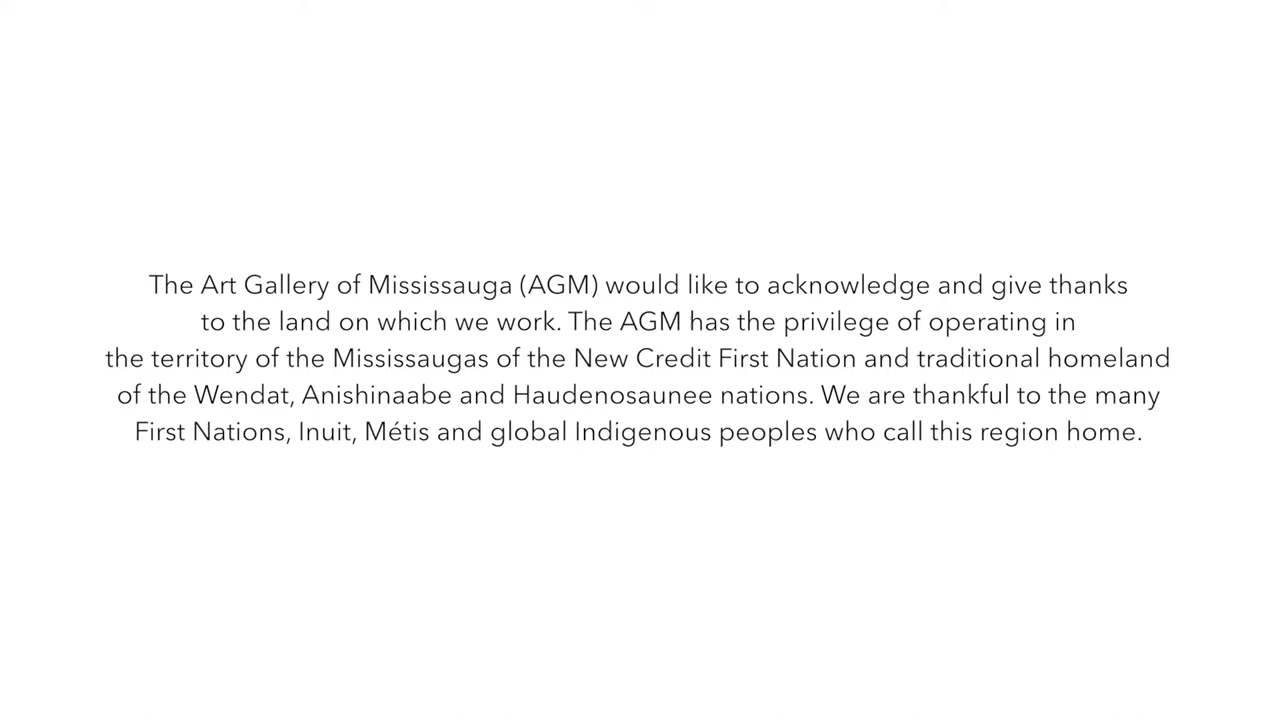 The Art Gallery of Mississauga (AGM) would like to acknowledge and give thanks
to the land on which we work. The AGM has the privilege of operating in
the territory of the Mississaugas of the New Credit First Nation and traditional homeland
of the Wendat, Anishinaabe and Haudenosaunee nations. We are thankful to the many
First Nations, Inuit, Métis and global Indigenous peoples who call this region home.